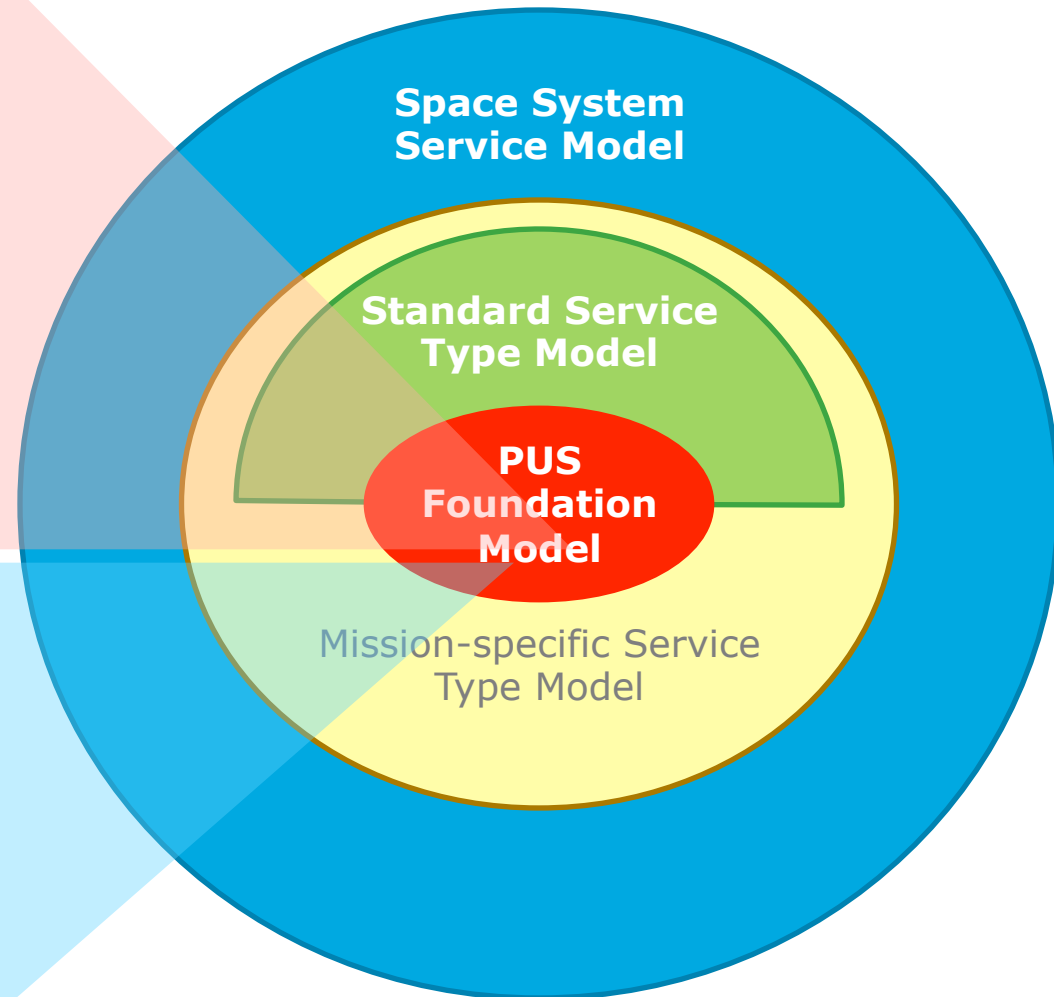 Space System
Service Model
Standard Service
Type Model
PUS
Foundation
Model
Mission-specific Service
Type Model